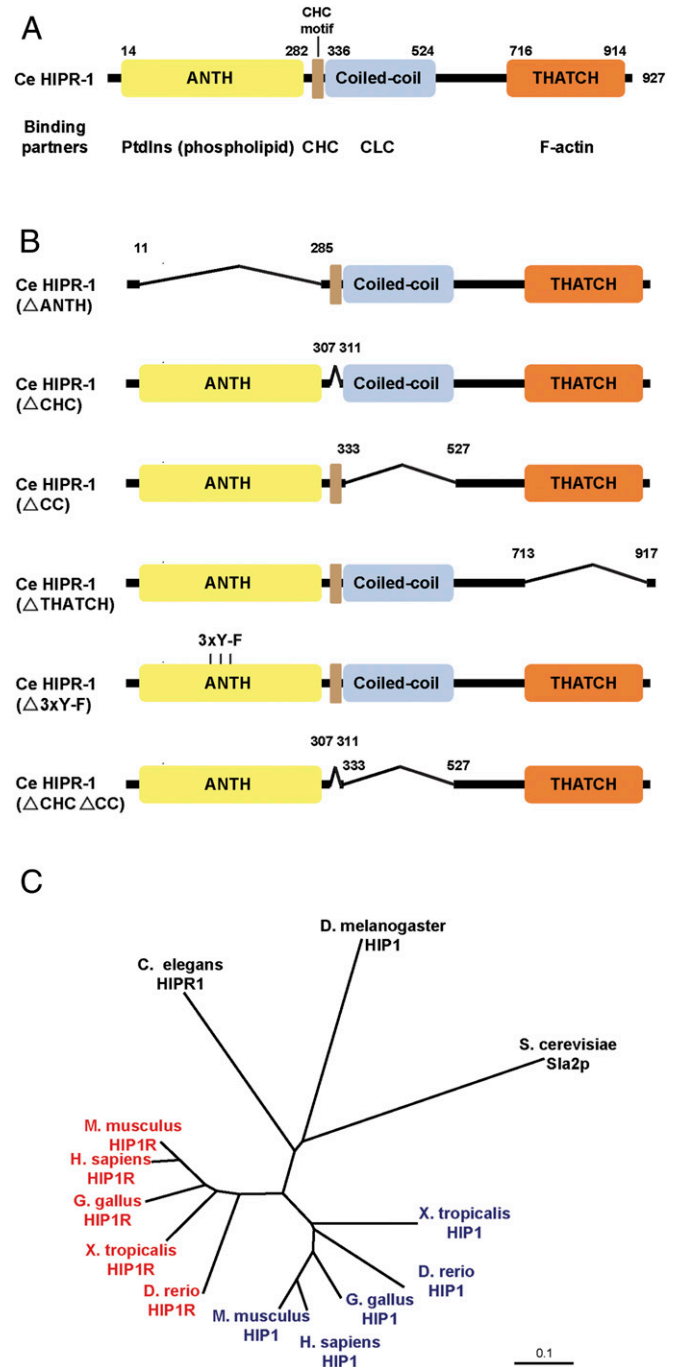 A
CHC
motif
14 282 336 524 716 914
Ce HIPR-1 ANTH Coiled-coil THATCH 927
Binding
partners PtdIns (phospholipid) CHC CLC F-actin
B
11 285
Ce HIPR-1 Coiled-coil THATCH
(△ANTH)
307 311
Ce HIPR-1 ANTH Coiled-coil THATCH
(△CHC)
333 527
Ce HIPR-1 ANTH THATCH
(△CC)
713 917
Ce HIPR-1 ANTH Coiled-coil
(△THATCH)
3xY-F
Ce HIPR-1 ANTH Coiled-coil THATCH
(△3xY-F)
307 311
333 527
Ce HIPR-1 ANTH THATCH
(△CHC △CC)
C
D. melanogaster
HIP1
C. elegans
HIPR1
S. cerevisiae
Sla2p
M. musculus
HIP1R
H. sapiens
HIP1R
G. gallus
HIP1R
X. tropicalis
HIP1R
D. rerio
HIP1R
X. tropicalis
HIP1
D. rerio
HIP1
G. gallus
HIP1
M. musculus
HIP1
H. sapiens
HIP1
0.1